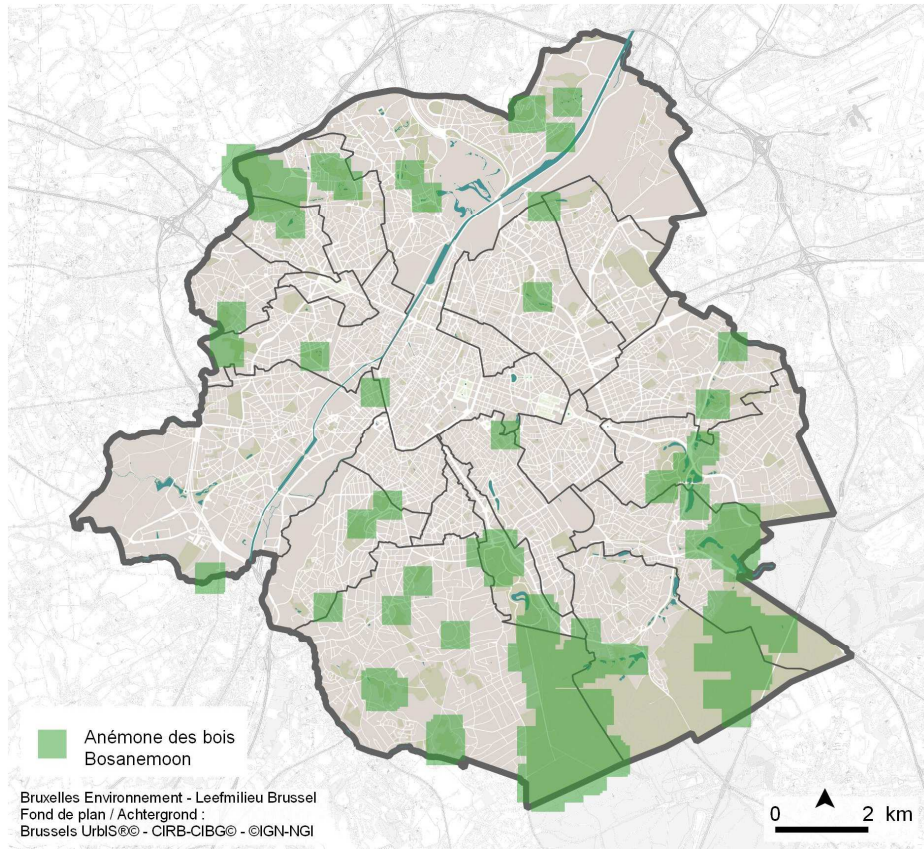 Anémone des bois
Bosanemoon
Bruxelles Environnement - Leefmilieu Brussel
Fond de plan / Achtergrond :
Brussels UrbIS®© - CIRB-CIBG© - ©IGN-NGI
0 2 km